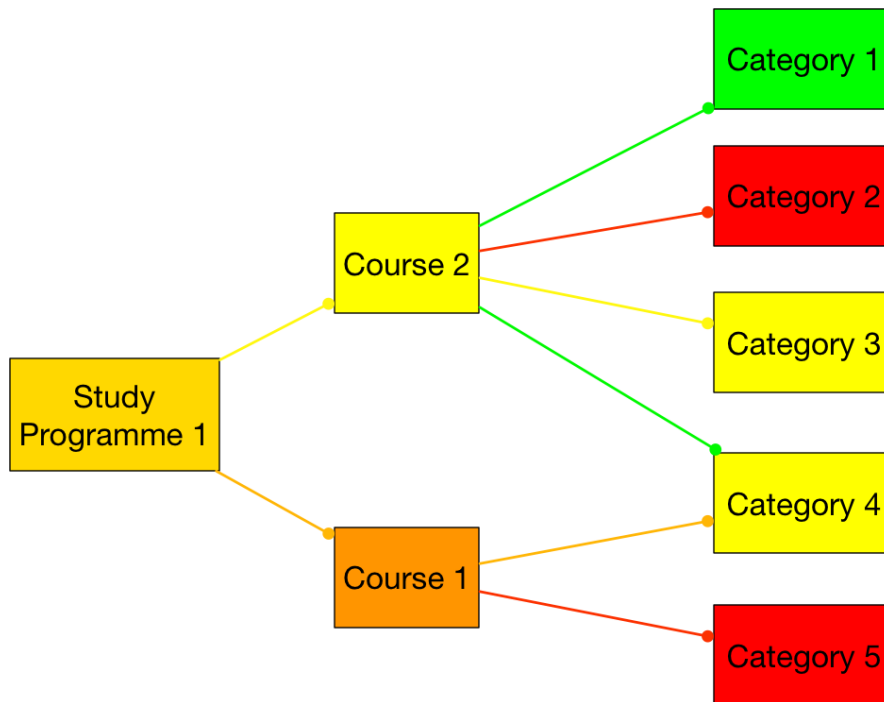 Category 1
Category 2
Course 2
Category 3
Study
Programme 1
Category 4
Course 1
Category 5